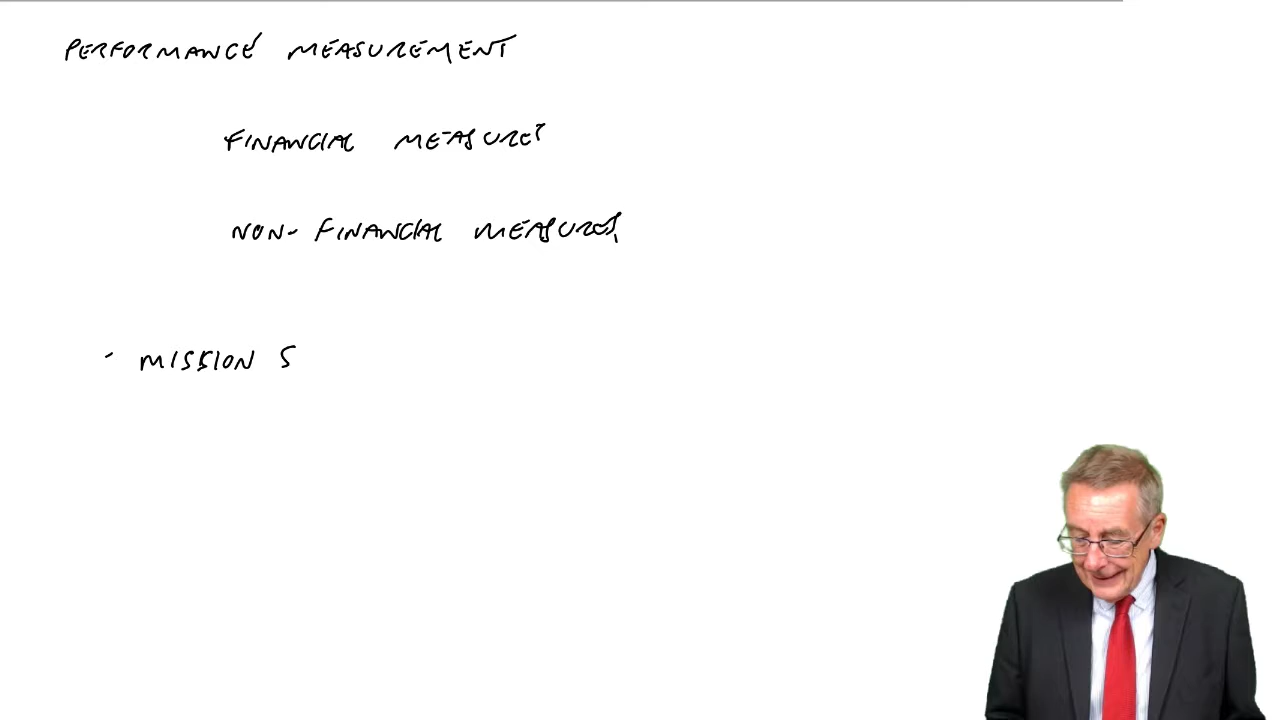 PERFORMANCE MEASUREMENT
FINANCIAL MEASURES
NON-FINANCIAL MEASURES
MISSION S